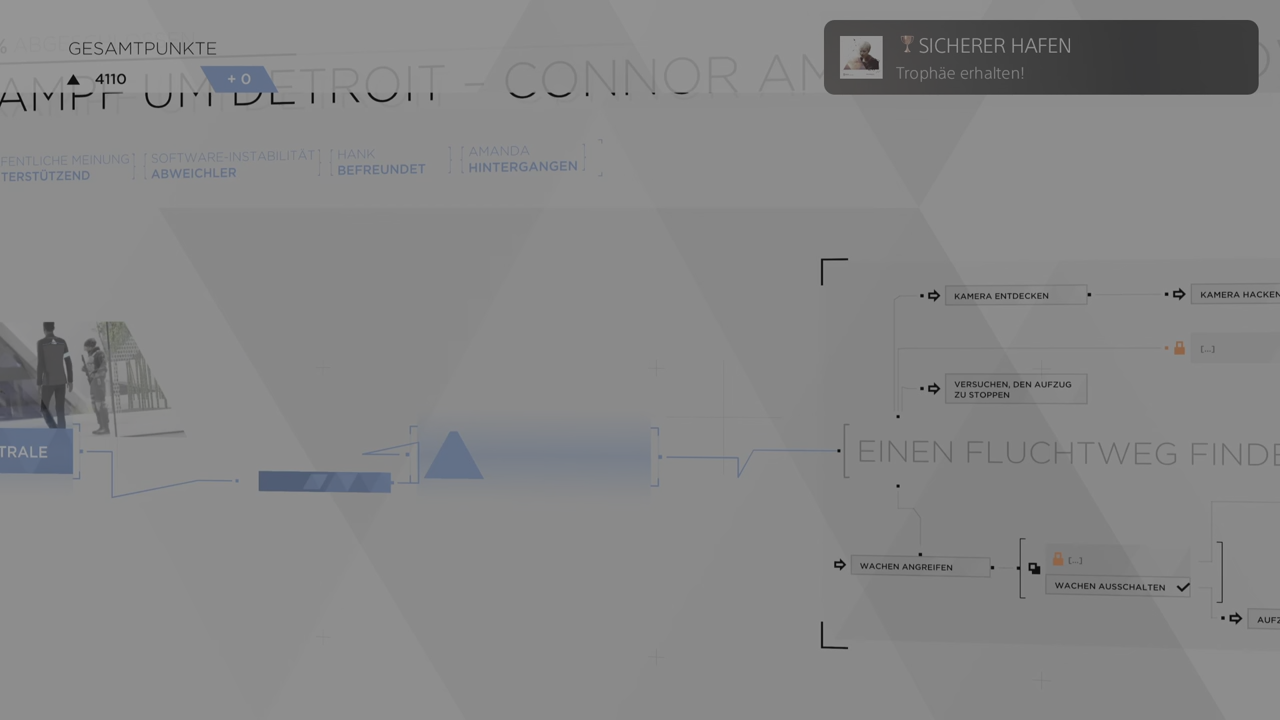 GESAMTPUNKTE
4110
+ 0
SICHERER HAFEN
Trophäe erhalten!
AMPF UM DETROIT – CONNOR AM
FENTLICHE MEINUNG
TERSTÜTZEND
SOFTWARE-INSTABILITÄT
ABWEICHLER
HANK
BEFREUNDET
AMANDA
HINTERGANGEN
KAMERA ENTDECKEN
KAMERA HACKEN
[...]
VERSUCHEN, DEN AUFZUG
ZU STOPPEN
TRALE
EINEN FLUCHTWEG FINDE
WACHEN ANGREIFEN
[...]
WACHEN AUSSCHALTEN
AUFZ